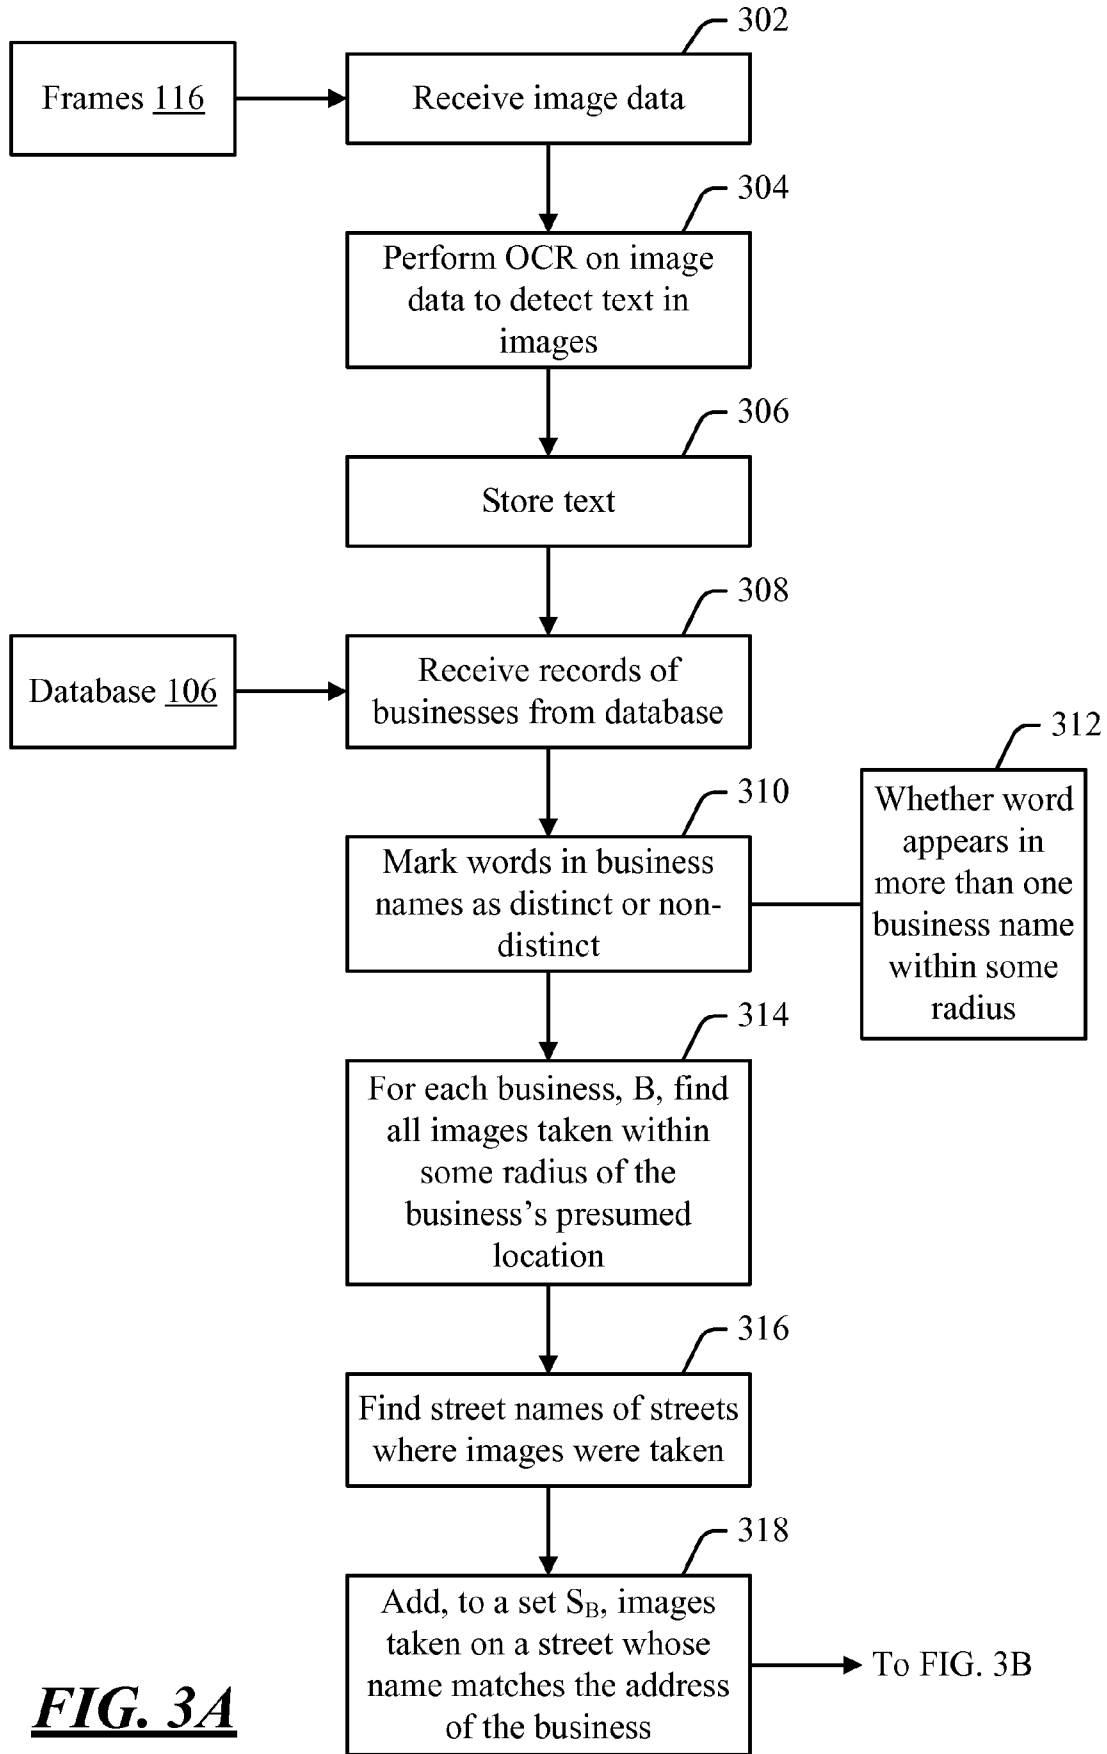 302
Frames 116
Receive image data
304
Perform OCR on image
data to detect text in
images
306
Store text
308
Database 106
Receive records of
businesses from database
310
Mark words in business
names as distinct or non-
distinct
312
Whether word
appears in
more than one
business name
within some
radius
314
For each business, B, find
all images taken within
some radius of the
business’s presumed
location
316
Find street names of streets
where images were taken
318
Add, to a set SB, images
taken on a street whose
name matches the address
of the business
To FIG. 3B
FIG. 3A